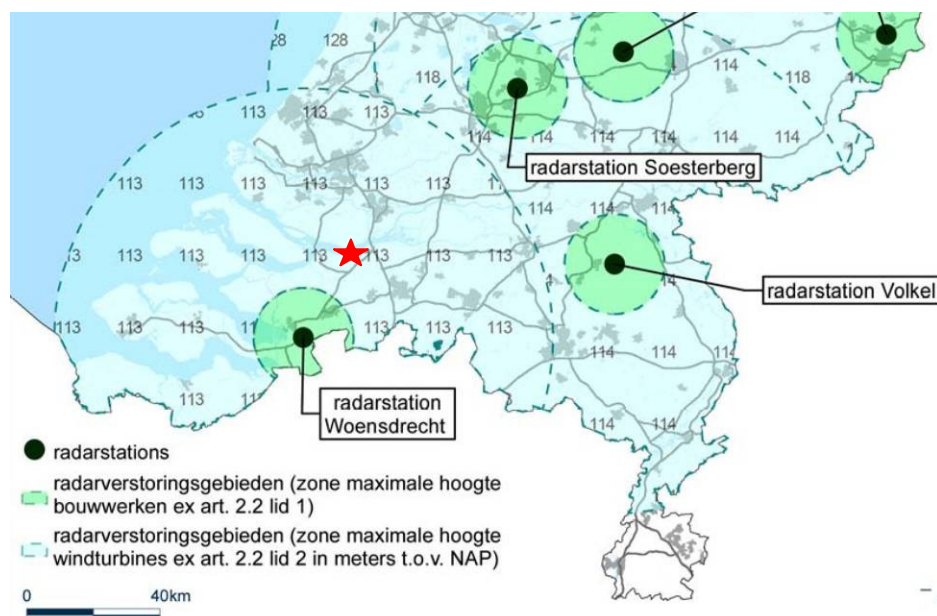 128
114
118 118
113 113 113
114 114 114 114 114 114
radarstation Soesterberg
113 113 113 113 113 113
114 114 114
113 113 113 113 113 113 113
radarstation Volkel
113 113 113 113 113 113
114 114 114
113
radarstation
Woensdrecht
114 114
radarstations
radarverstoringsgebieden (zone maximale hoogte
bouwwerken ex art. 2.2 lid 1)
radarverstoringsgebieden (zone maximale hoogte
windturbines ex art. 2.2 lid 2 in meters t.o.v. NAP)
0 40km